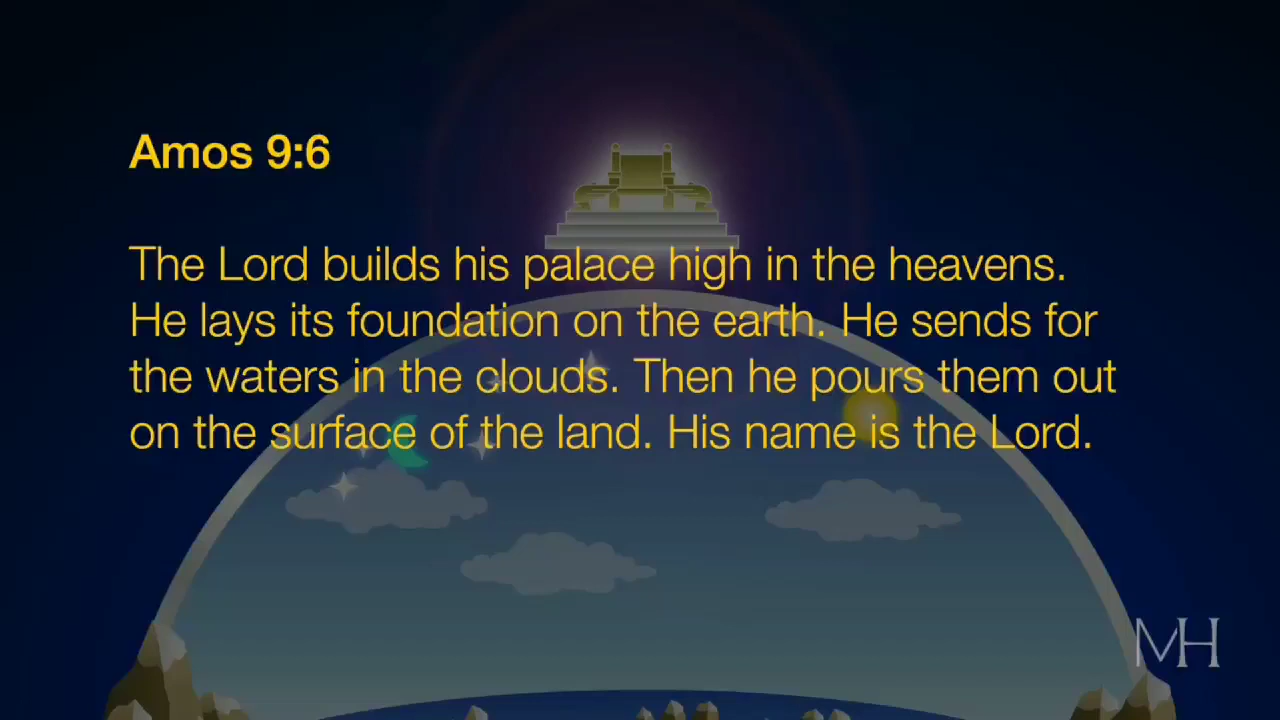 Amos 9:6
The Lord builds his palace high in the heavens.
He lays its foundation on the earth. He sends for
the waters in the clouds. Then he pours them out
on the surface of the land. His name is the Lord.
MH